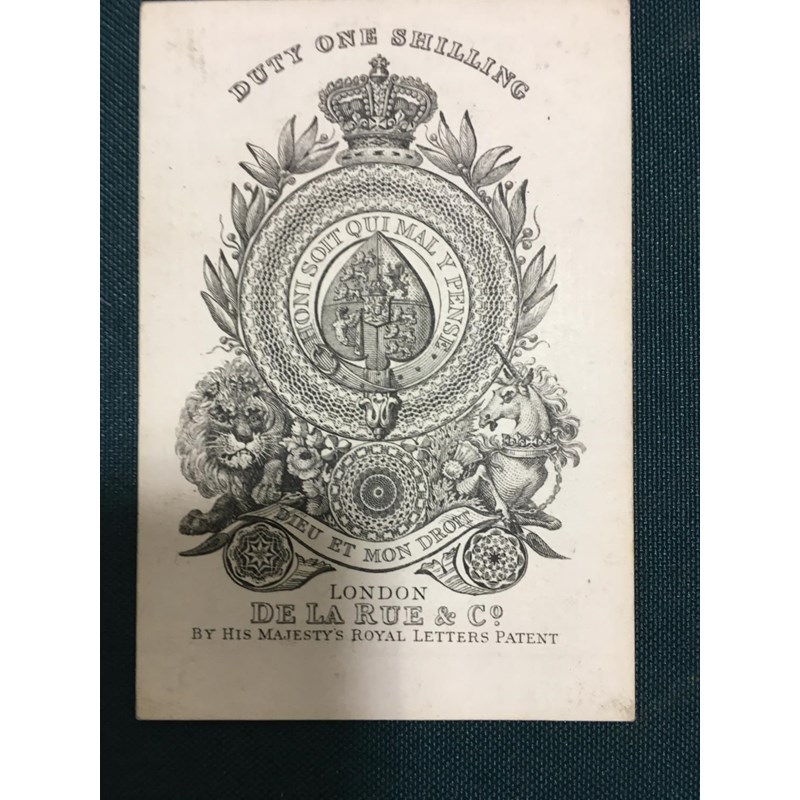 DUTY ONE SHILLING
HONI SOIT QUI MAL Y PENSE
DIEU ET MON DROIT
LONDON
DE LA RUE & Cº
BY HIS MAJESTY'S ROYAL LETTERS PATENT